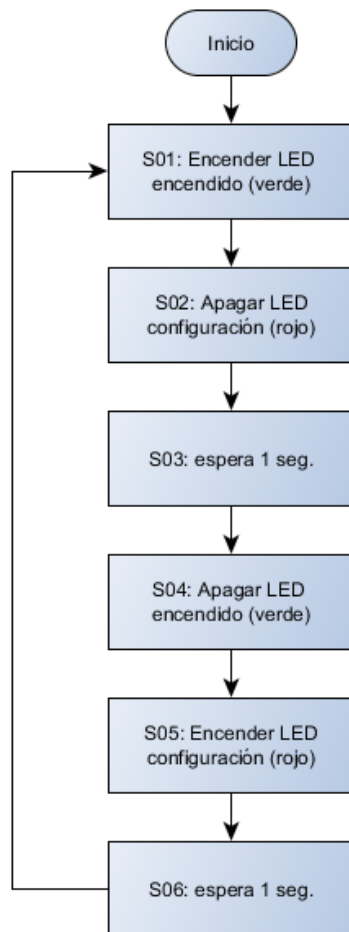 Inicio
S01: Encender LED
encendido (verde)
S02: Apagar LED
configuración (rojo)
S03: espera 1 seg.
S04: Apagar LED
encendido (verde)
S05: Encender LED
configuración (rojo)
S06: espera 1 seg.